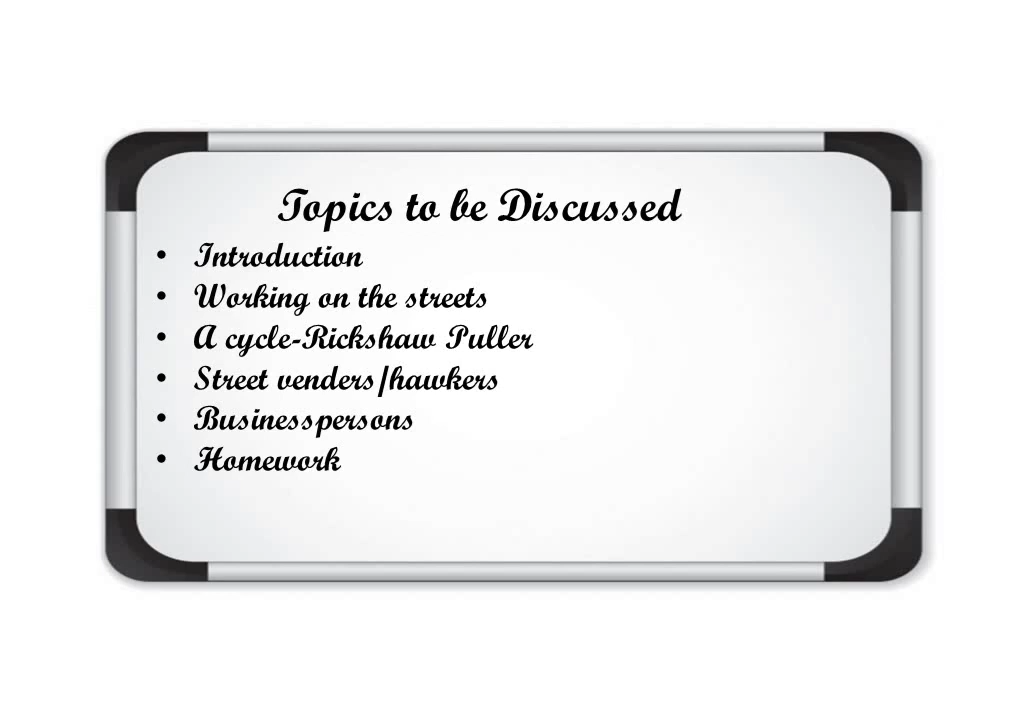 Topics to be Discussed
• Introduction
• Working on the streets
• A cycle-Rickshaw Puller
• Street venders/hawkers
• Businesspersons
• Homework